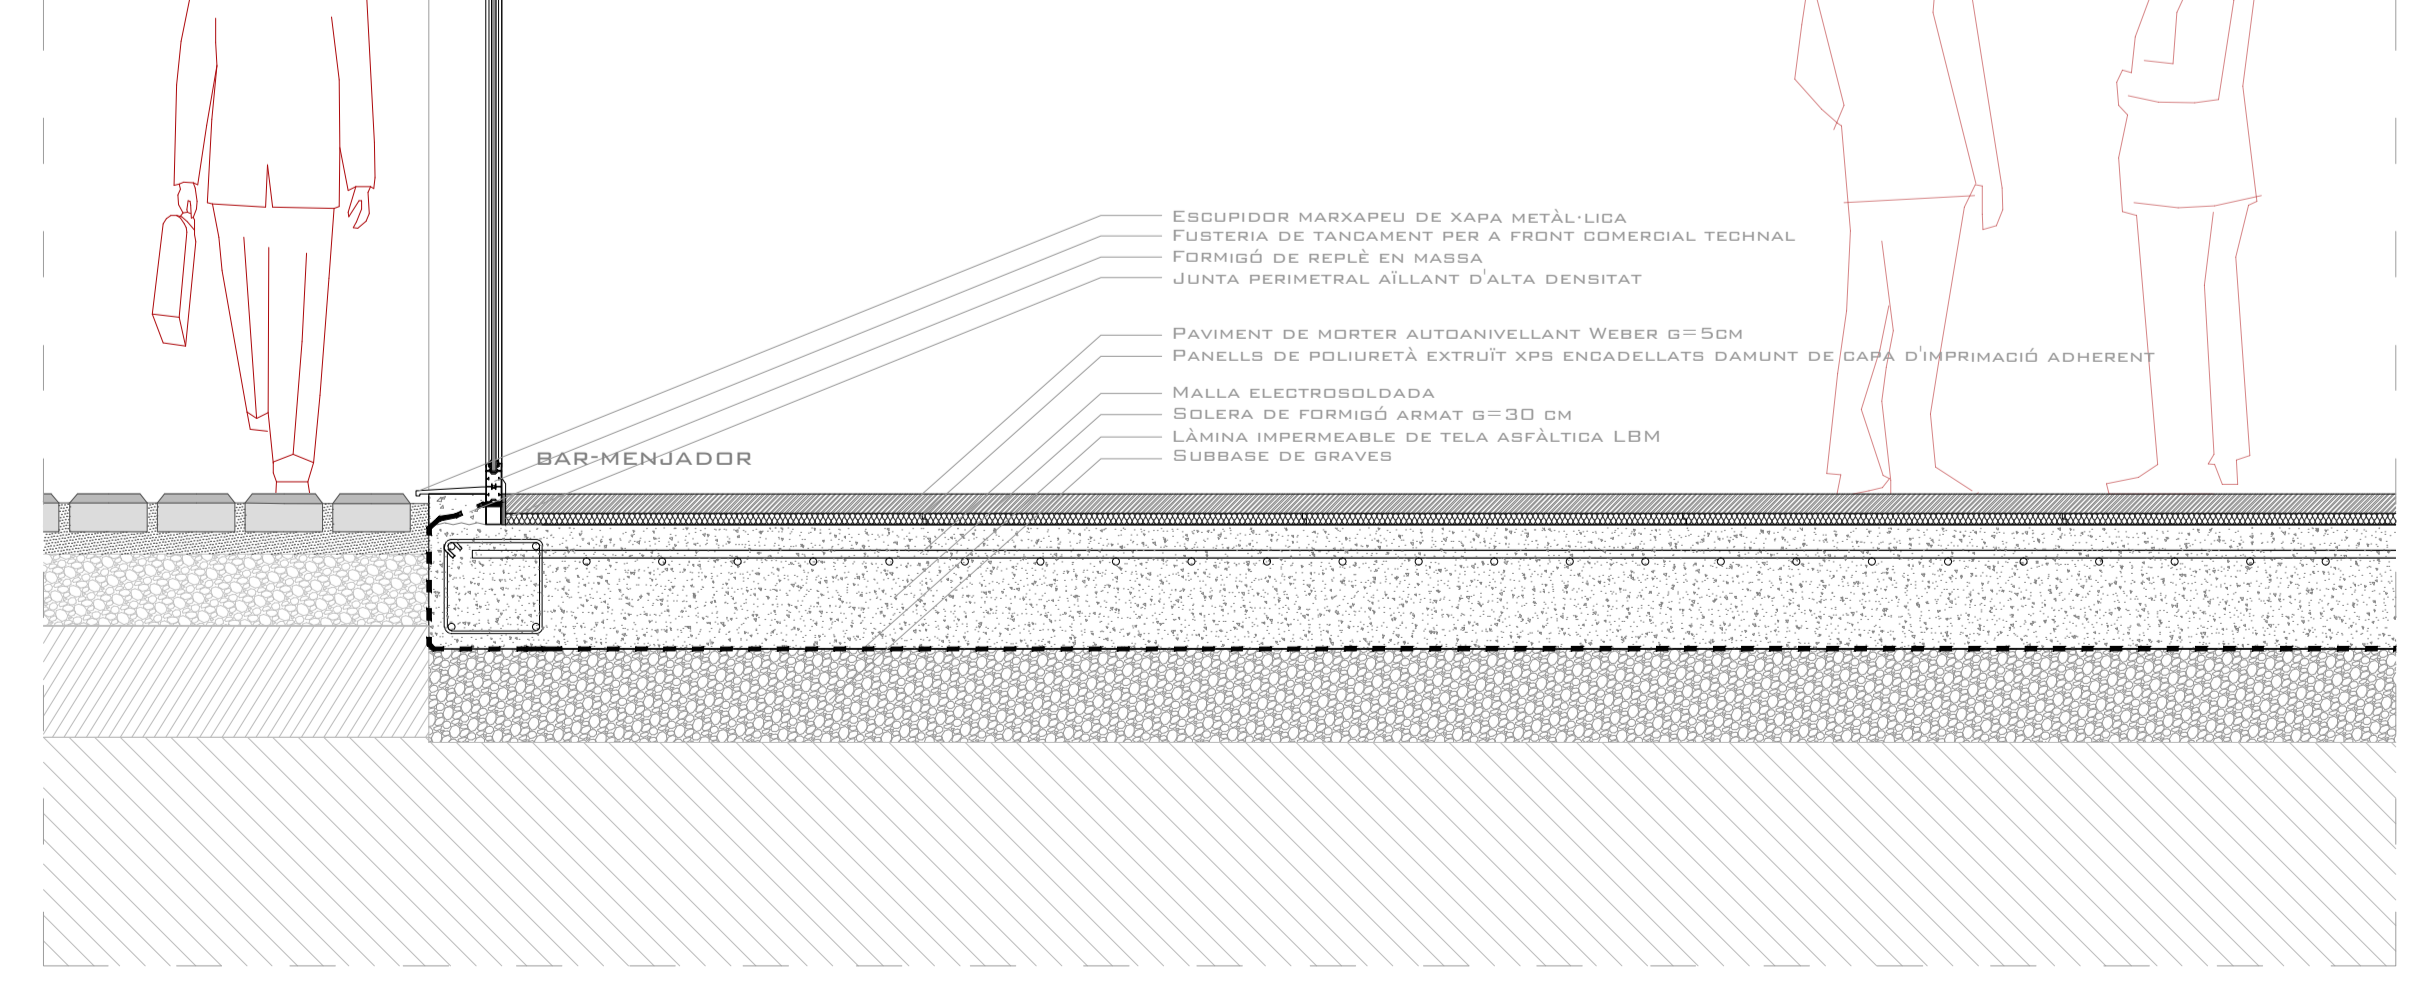 Escupidor marxapeu de xapa metàl·lica
Fusteria de tancament per a front comercial technal
Formigó de replè en massa
Junta perimetral aïllant d'alta densitat
Paviment de morter autoanivellant Weber g=5cm
Panells de poliuretà extruït xps encadellats damunt de capa d'imprimació adherent
Malla electrosoldada
Solera de formigó armat g=30 cm
Làmina impermeable de tela asfàltica LBM
Subbase de graves
BAR-MENJADOR